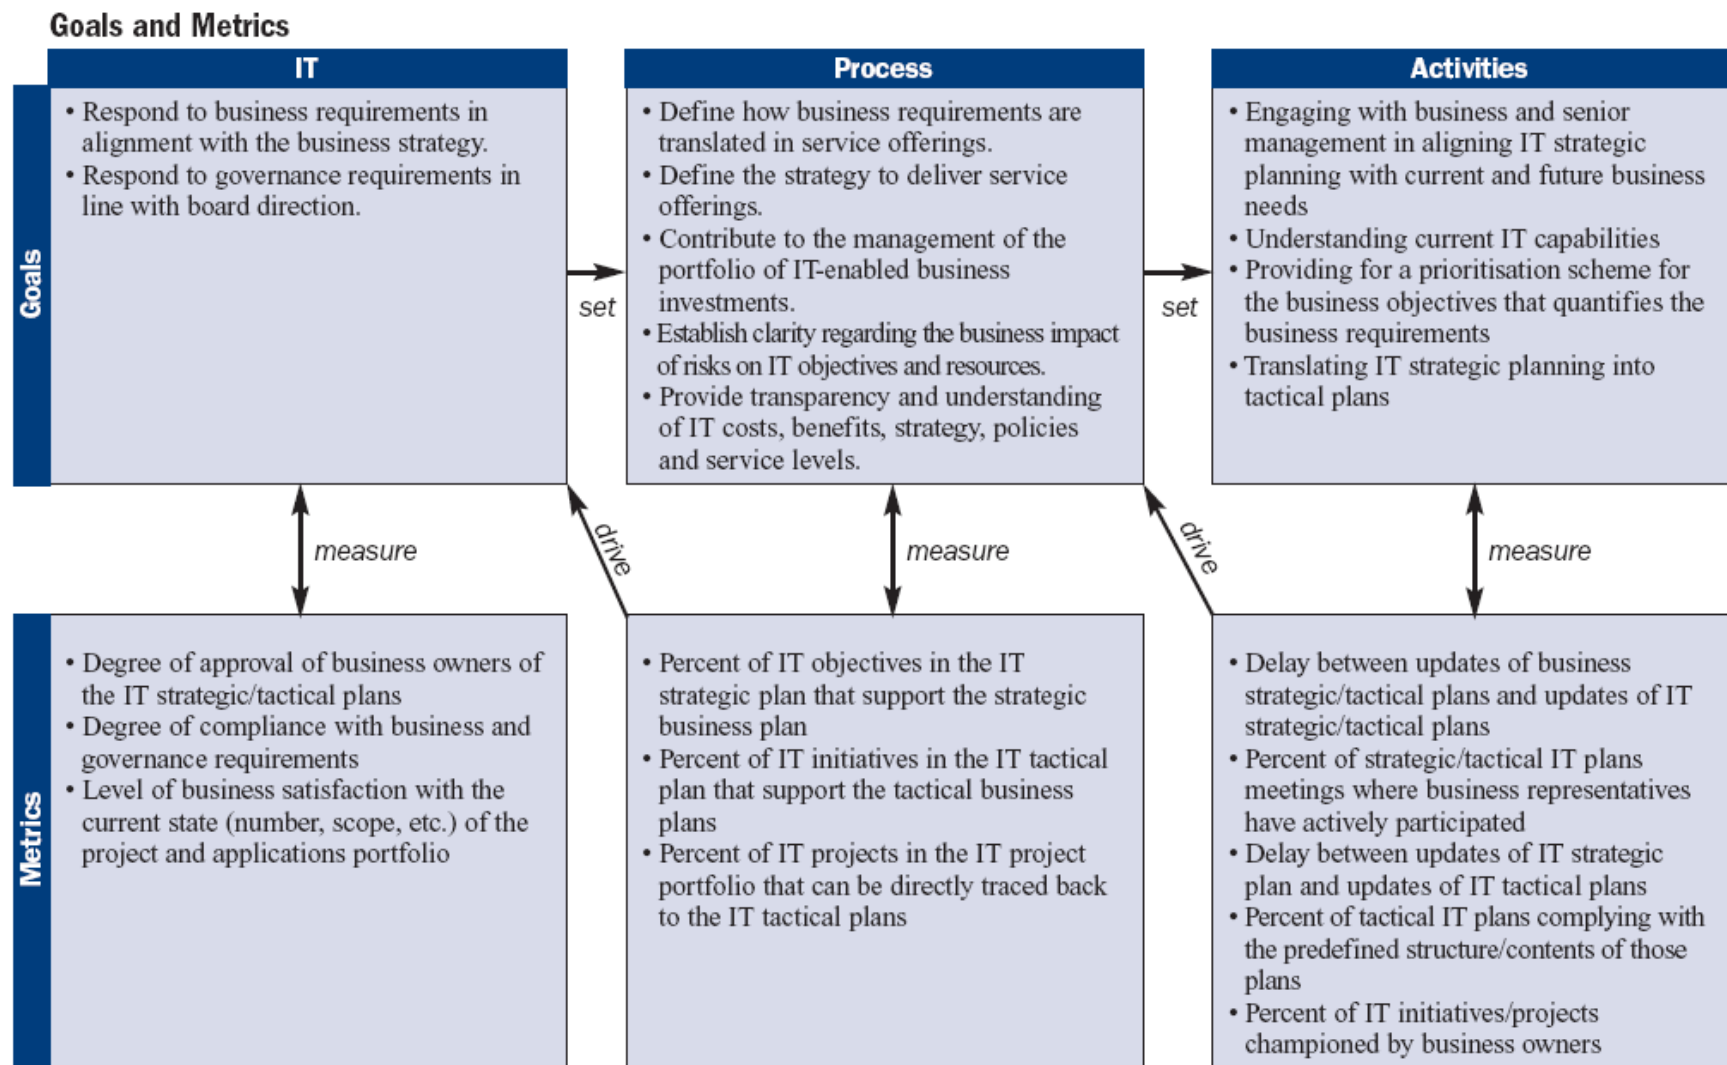 Goals and Metrics
IT
Process
Activities
Goals
• Respond to business requirements in
alignment with the business strategy.
• Respond to governance requirements in
line with board direction.
set
• Define how business requirements are
translated in service offerings.
• Define the strategy to deliver service
offerings.
• Contribute to the management of the
portfolio of IT-enabled business
investments.
• Establish clarity regarding the business impact
of risks on IT objectives and resources.
• Provide transparency and understanding
of IT costs, benefits, strategy, policies
and service levels.
set
• Engaging with business and senior
management in aligning IT strategic
planning with current and future business
needs
• Understanding current IT capabilities
• Providing for a prioritisation scheme for
the business objectives that quantifies the
business requirements
• Translating IT strategic planning into
tactical plans
measure
drive
measure
drive
measure
Metrics
• Degree of approval of business owners of
the IT strategic/tactical plans
• Degree of compliance with business and
governance requirements
• Level of business satisfaction with the
current state (number, scope, etc.) of the
project and applications portfolio
• Percent of IT objectives in the IT
strategic plan that support the strategic
business plan
• Percent of IT initiatives in the IT tactical
plan that support the tactical business
plans
• Percent of IT projects in the IT project
portfolio that can be directly traced back
to the IT tactical plans
• Delay between updates of business
strategic/tactical plans and updates of IT
strategic/tactical plans
• Percent of strategic/tactical IT plans
meetings where business representatives
have actively participated
• Delay between updates of IT strategic
plan and updates of IT tactical plans
• Percent of tactical IT plans complying with
the predefined structure/contents of those
plans
• Percent of IT initiatives/projects
championed by business owners